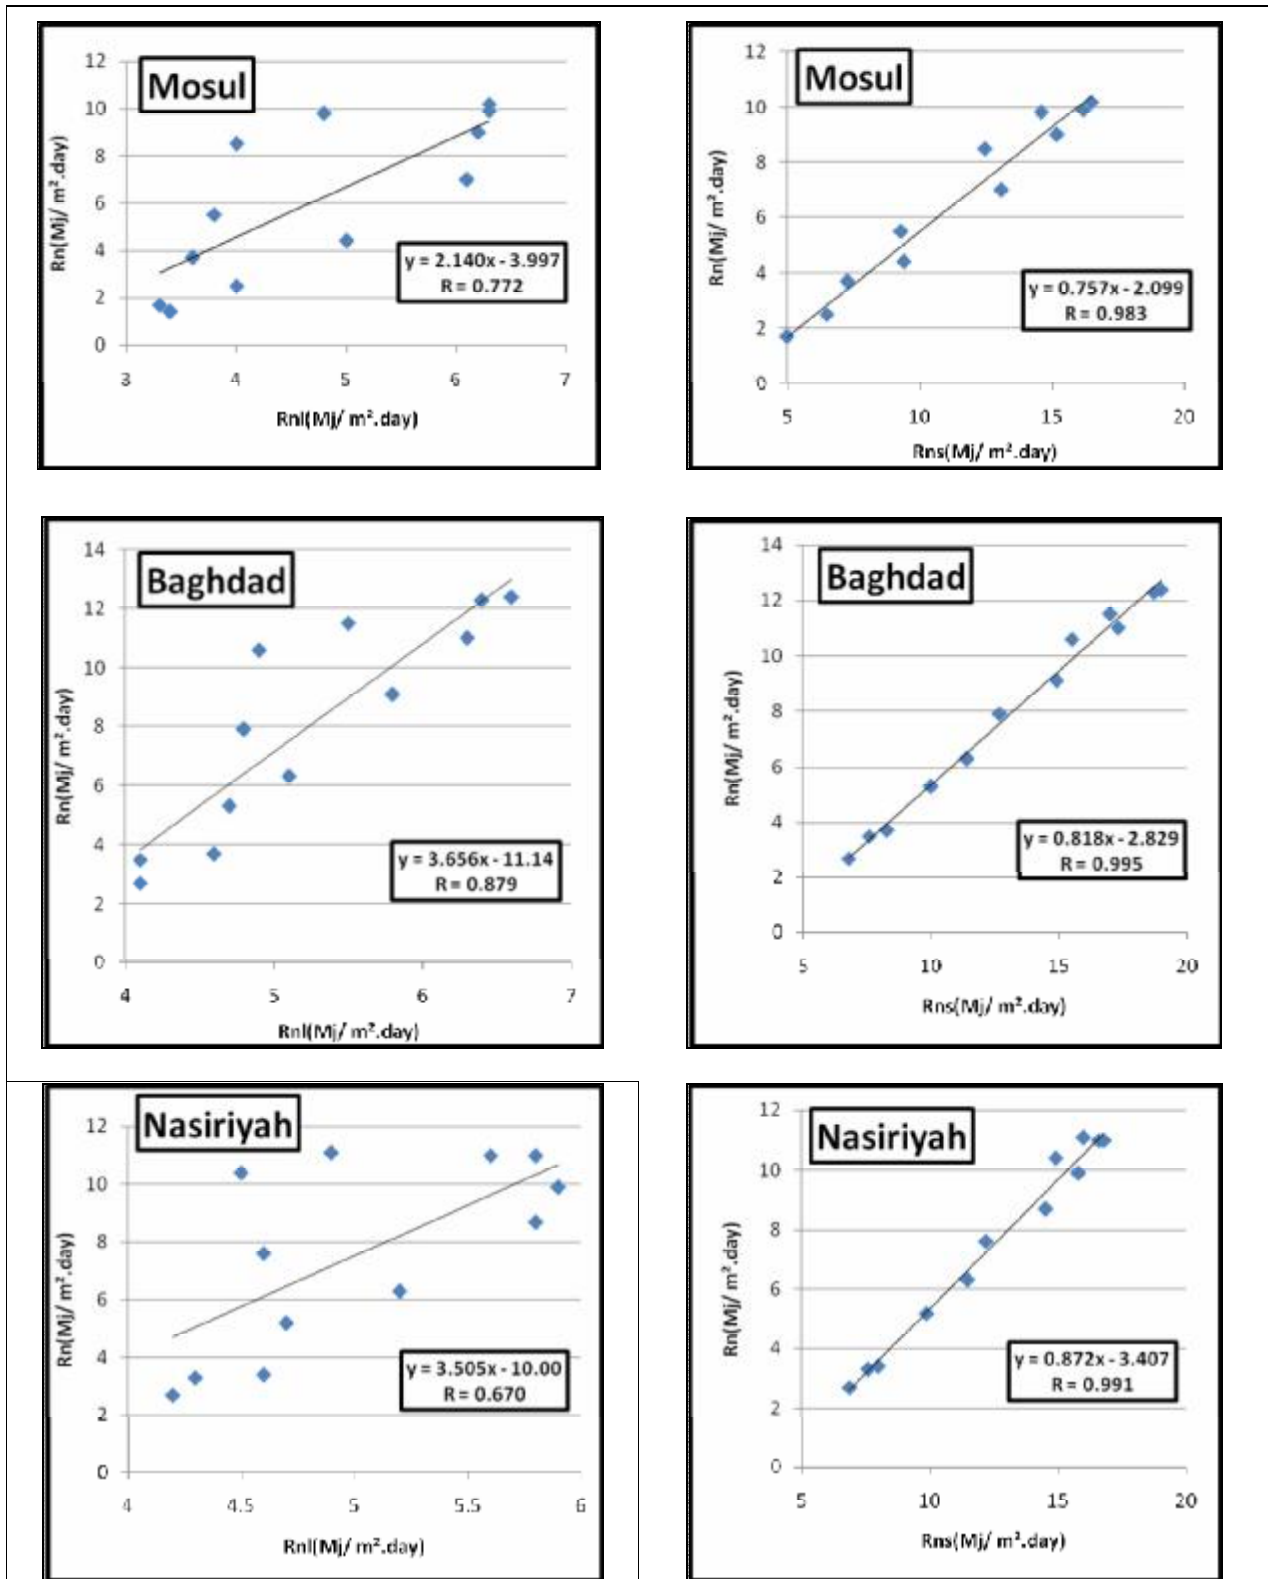 Mosul
12
10
8
6
4
2
0
Rn(Mj/ m².day)
y = 2.140x - 3.997
R = 0.772
3 4 5 6 7
Rnl(Mj/ m².day)
Mosul
12
10
8
6
4
2
0
Rn(Mj/ m².day)
y = 0.757x - 2.099
R = 0.983
5 10 15 20
Rns(Mj/ m².day)
Baghdad
14
12
10
8
6
4
2
0
Rn(Mj/ m².day)
y = 3.656x - 11.14
R = 0.879
4 5 6 7
Rnl(Mj/ m².day)
Baghdad
14
12
10
8
6
4
2
0
Rn(Mj/ m².day)
y = 0.818x - 2.829
R = 0.995
5 10 15 20
Rns(Mj/ m².day)
Nasiriyah
12
10
8
6
4
2
0
Rn(Mj/ m².day)
y = 3.505x - 10.00
R = 0.670
4 4.5 5 5.5 6
Rnl(Mj/ m².day)
Nasiriyah
12
10
8
6
4
2
0
Rn(Mj/ m².day)
y = 0.872x - 3.407
R = 0.991
5 10 15 20
Rns(Mj/ m².day)